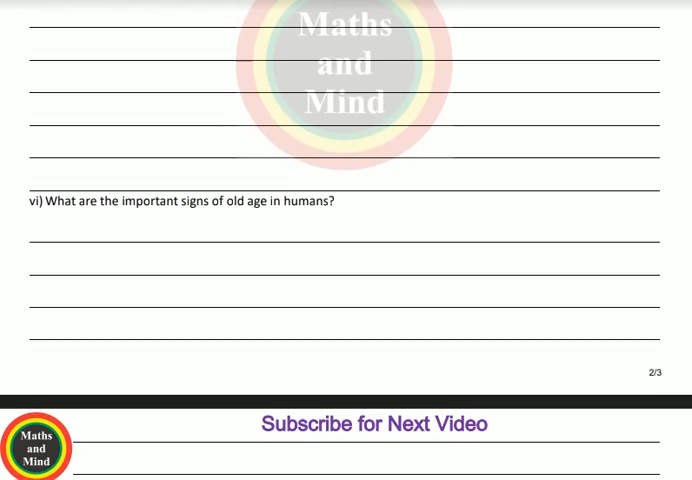 Maths
and
Mind
vi) What are the important signs of old age in humans?
2/3
Subscribe for Next Video
Maths
and
Mind